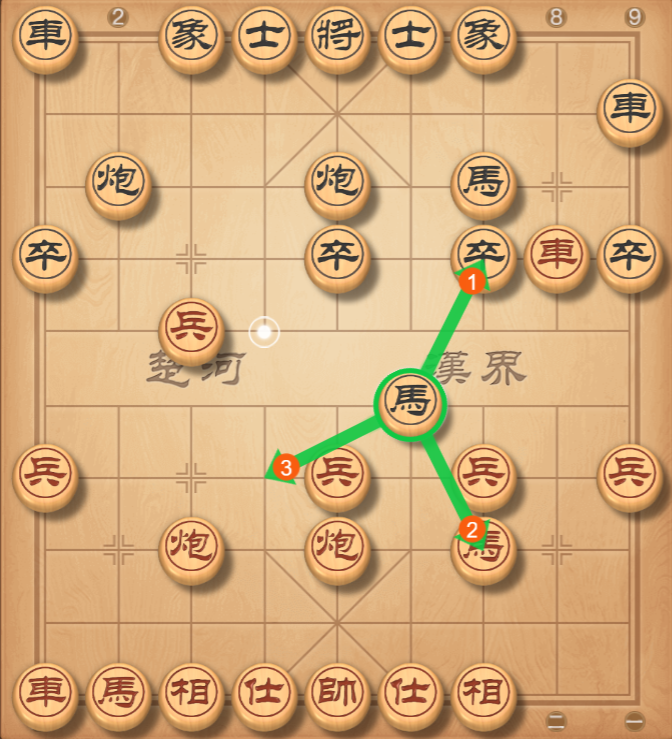 車 2 象 士 將 士 象 8 9
車
炮 炮 馬
卒 卒 卒 車 卒
1
兵
楚河 漢界
馬
兵 3 兵 兵 兵
2
炮 炮 馬
車 馬 相 仕 帥 仕 相 二 一